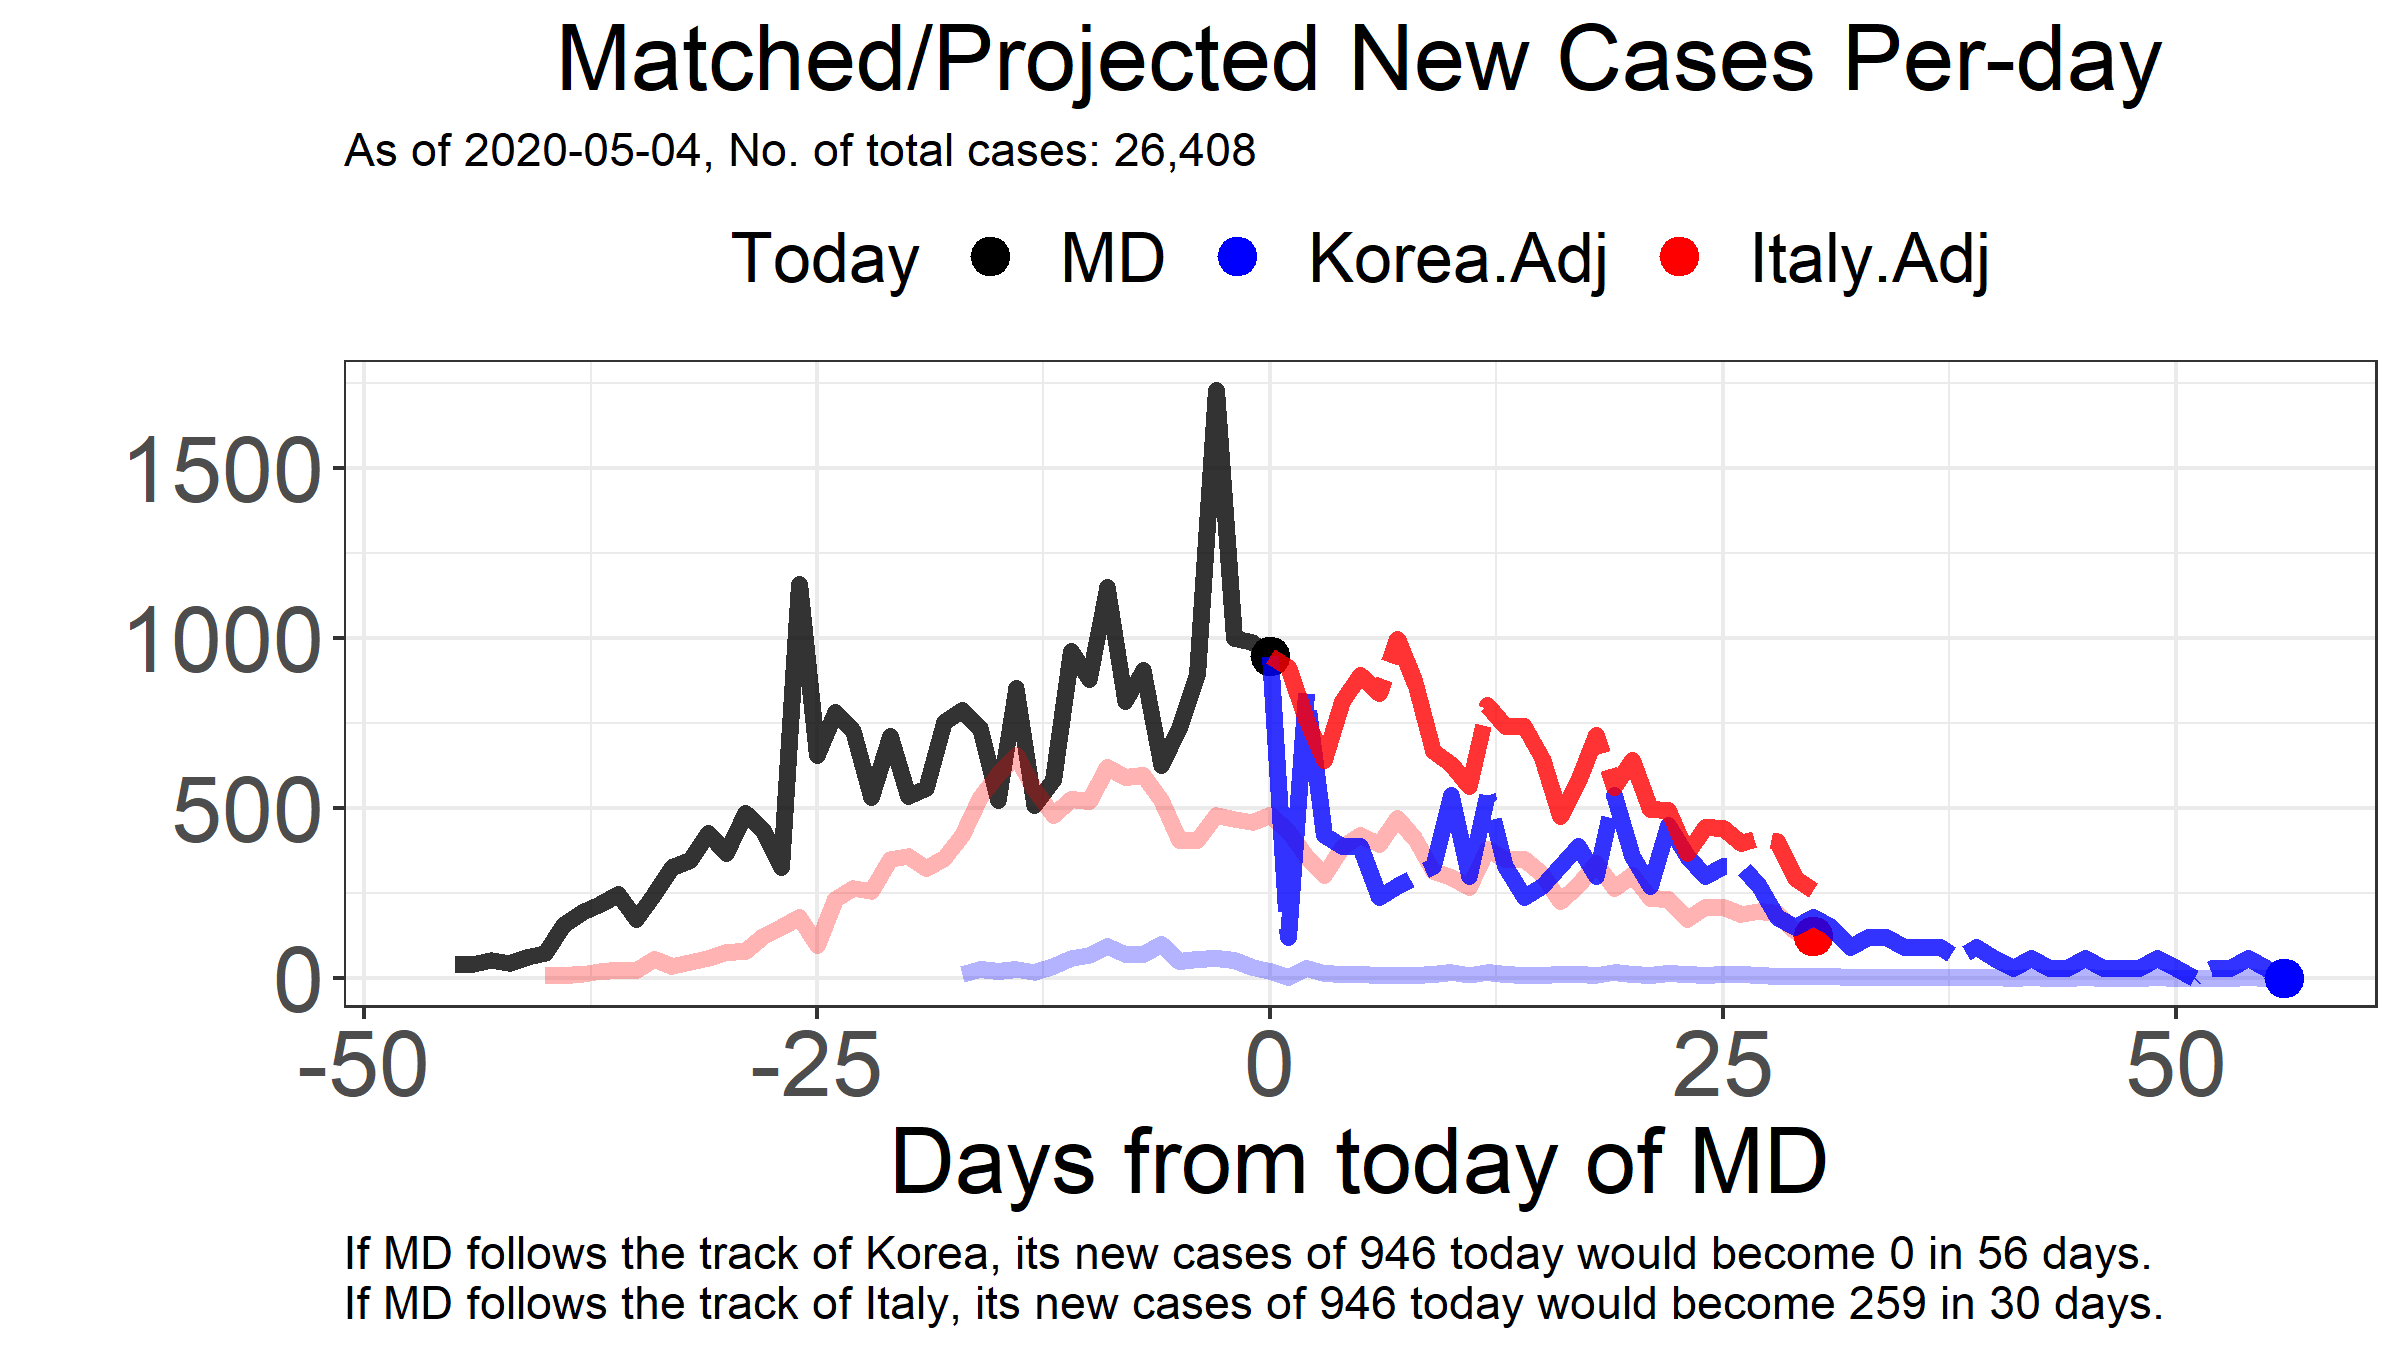 Matched/Projected New Cases Per-day
As of 2020-05-04, No. of total cases: 26,408
Today MD Korea.Adj Italy.Adj
1500
1000
500
0
-50 -25 0 25 50
Days from today of MD
If MD follows the track of Korea, its new cases of 946 today would become 0 in 56 days.
If MD follows the track of Italy, its new cases of 946 today would become 259 in 30 days.